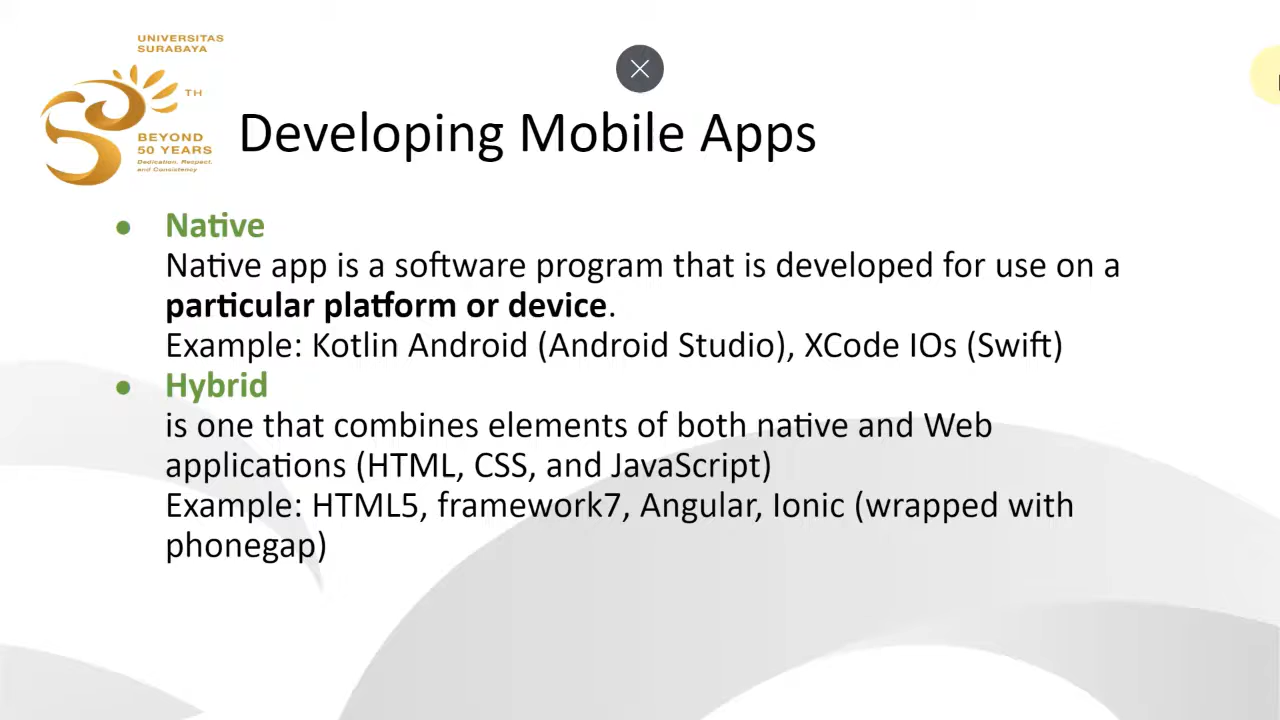 UNIVERSITAS
SURABAYA
TH
BEYOND
50 YEARS
Dedication, Respect,
and Consistency
Developing Mobile Apps
● Native
Native app is a software program that is developed for use on a
particular platform or device.
Example: Kotlin Android (Android Studio), XCode IOs (Swift)
● Hybrid
is one that combines elements of both native and Web
applications (HTML, CSS, and JavaScript)
Example: HTML5, framework7, Angular, Ionic (wrapped with
phonegap)